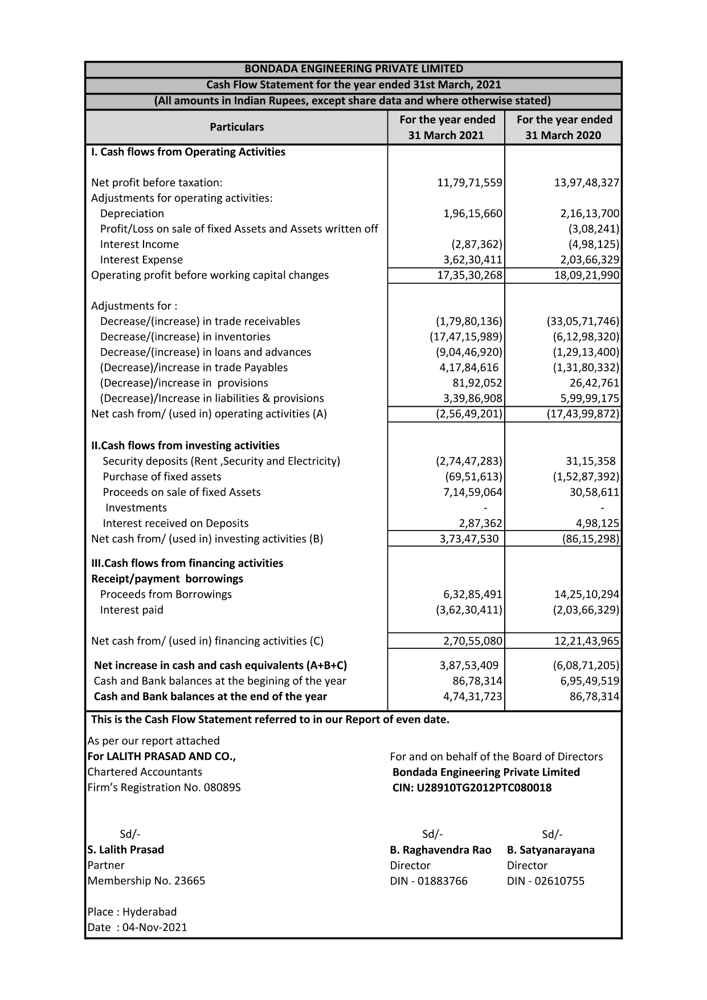 BONDADA ENGINEERING PRIVATE LIMITED
Cash Flow Statement for the year ended 31st March, 2021
(All amounts in Indian Rupees, except share data and where otherwise stated)
Particulars For the year ended 31 March 2021 For the year ended 31 March 2020
I. Cash flows from Operating Activities
Net profit before taxation: 11,79,71,559 13,97,48,327
Adjustments for operating activities:
Depreciation 1,96,15,660 2,16,13,700
Profit/Loss on sale of fixed Assets and Assets written off (3,08,241)
Interest Income (2,87,362) (4,98,125)
Interest Expense 3,62,30,411 2,03,66,329
Operating profit before working capital changes 17,35,30,268 18,09,21,990
Adjustments for :
Decrease/(increase) in trade receivables (1,79,80,136) (33,05,71,746)
Decrease/(increase) in inventories (17,47,15,989) (6,12,98,320)
Decrease/(increase) in loans and advances (9,04,46,920) (1,29,13,400)
(Decrease)/increase in trade Payables 4,17,84,616 (1,31,80,332)
(Decrease)/increase in provisions 81,92,052 26,42,761
(Decrease)/Increase in liabilities & provisions 3,39,86,908 5,99,99,175
Net cash from/ (used in) operating activities (A) (2,56,49,201) (17,43,99,872)
II.Cash flows from investing activities
Security deposits (Rent ,Security and Electricity) (2,74,47,283) 31,15,358
Purchase of fixed assets (69,51,613) (1,52,87,392)
Proceeds on sale of fixed Assets 7,14,59,064 30,58,611
Investments - -
Interest received on Deposits 2,87,362 4,98,125
Net cash from/ (used in) investing activities (B) 3,73,47,530 (86,15,298)
III.Cash flows from financing activities
Receipt/payment borrowings
Proceeds from Borrowings 6,32,85,491 14,25,10,294
Interest paid (3,62,30,411) (2,03,66,329)
Net cash from/ (used in) financing activities (C) 2,70,55,080 12,21,43,965
Net increase in cash and cash equivalents (A+B+C) 3,87,53,409 (6,08,71,205)
Cash and Bank balances at the begining of the year 86,78,314 6,95,49,519
Cash and Bank balances at the end of the year 4,74,31,723 86,78,314
This is the Cash Flow Statement referred to in our Report of even date.
As per our report attached
For LALITH PRASAD AND CO., For and on behalf of the Board of Directors
Chartered Accountants Bondada Engineering Private Limited
Firm's Registration No. 08089S CIN: U28910TG2012PTC080018
Sd/- Sd/- Sd/-
S. Lalith Prasad B. Raghavendra Rao B. Satyanarayana
Partner Director Director
Membership No. 23665 DIN - 01883766 DIN - 02610755
Place : Hyderabad
Date : 04-Nov-2021